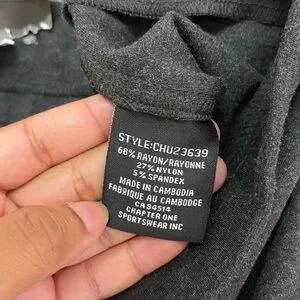 STYLE:CHU23639
68% RAYON/RAYONNE
27% NYLON
5% SPANDEX
MADE IN CAMBODIA
FABRIQUE AU CAMBODGE
CA 34514
CHAPTER ONE
SPORTSWEAR INC